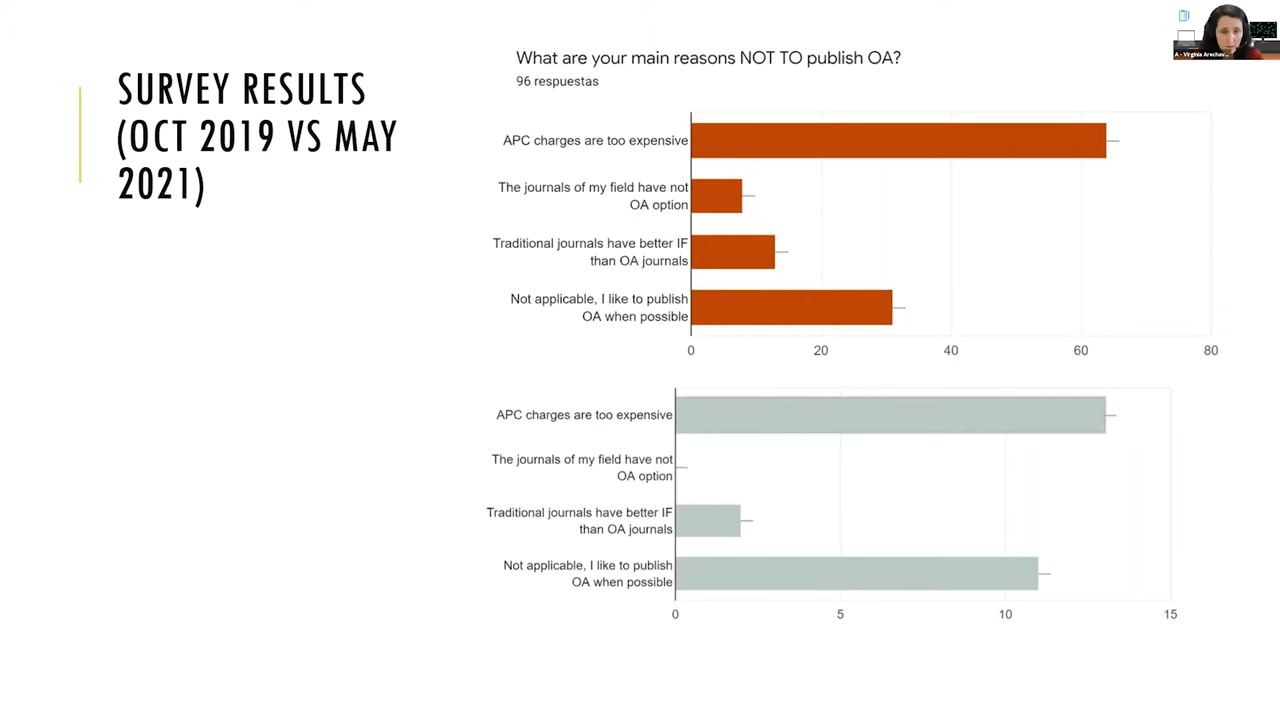 SURVEY RESULTS
(OCT 2019 VS MAY
2021)
What are your main reasons NOT TO publish OA?
96 respuestas
APC charges are too expensive
The journals of my field have not
OA option
Traditional journals have better IF
than OA journals
Not applicable, I like to publish
OA when possible
0 20 40 60 80
APC charges are too expensive
The journals of my field have not
OA option
Traditional journals have better IF
than OA journals
Not applicable, I like to publish
OA when possible
0 5 10 15
A - Virginia Arechav...